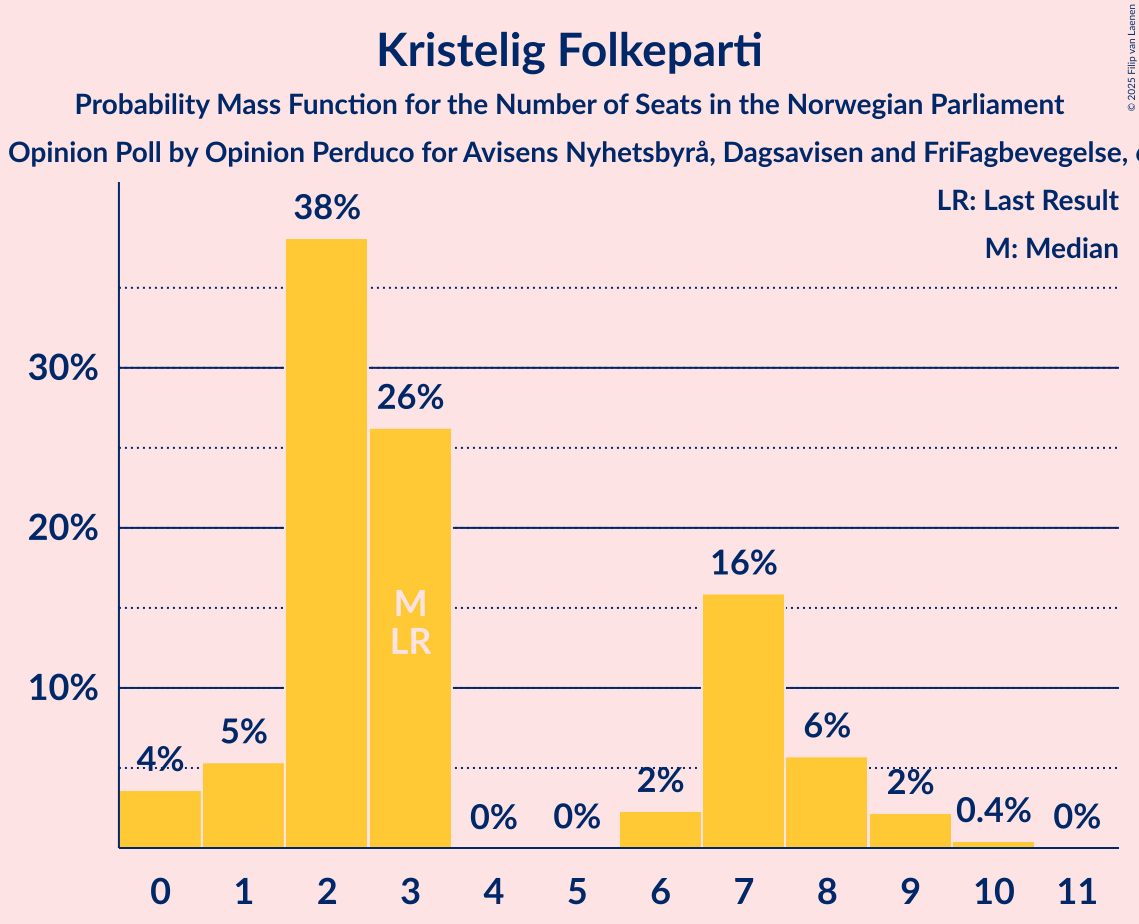 Kristelig Folkeparti
Probability Mass Function for the Number of Seats in the Norwegian Parliament
Opinion Poll by Opinion Perduco for Avisens Nyhetsbyrå, Dagsavisen and FriFagbevegelse,
© 2025 Filip van Laenen
LR: Last Result
M: Median
38%
30%
26%
20%
16%
M
LR
10%
4%
5%
0%
0%
2%
6%
2%
0.4%
0%
0 1 2 3 4 5 6 7 8 9 10 11